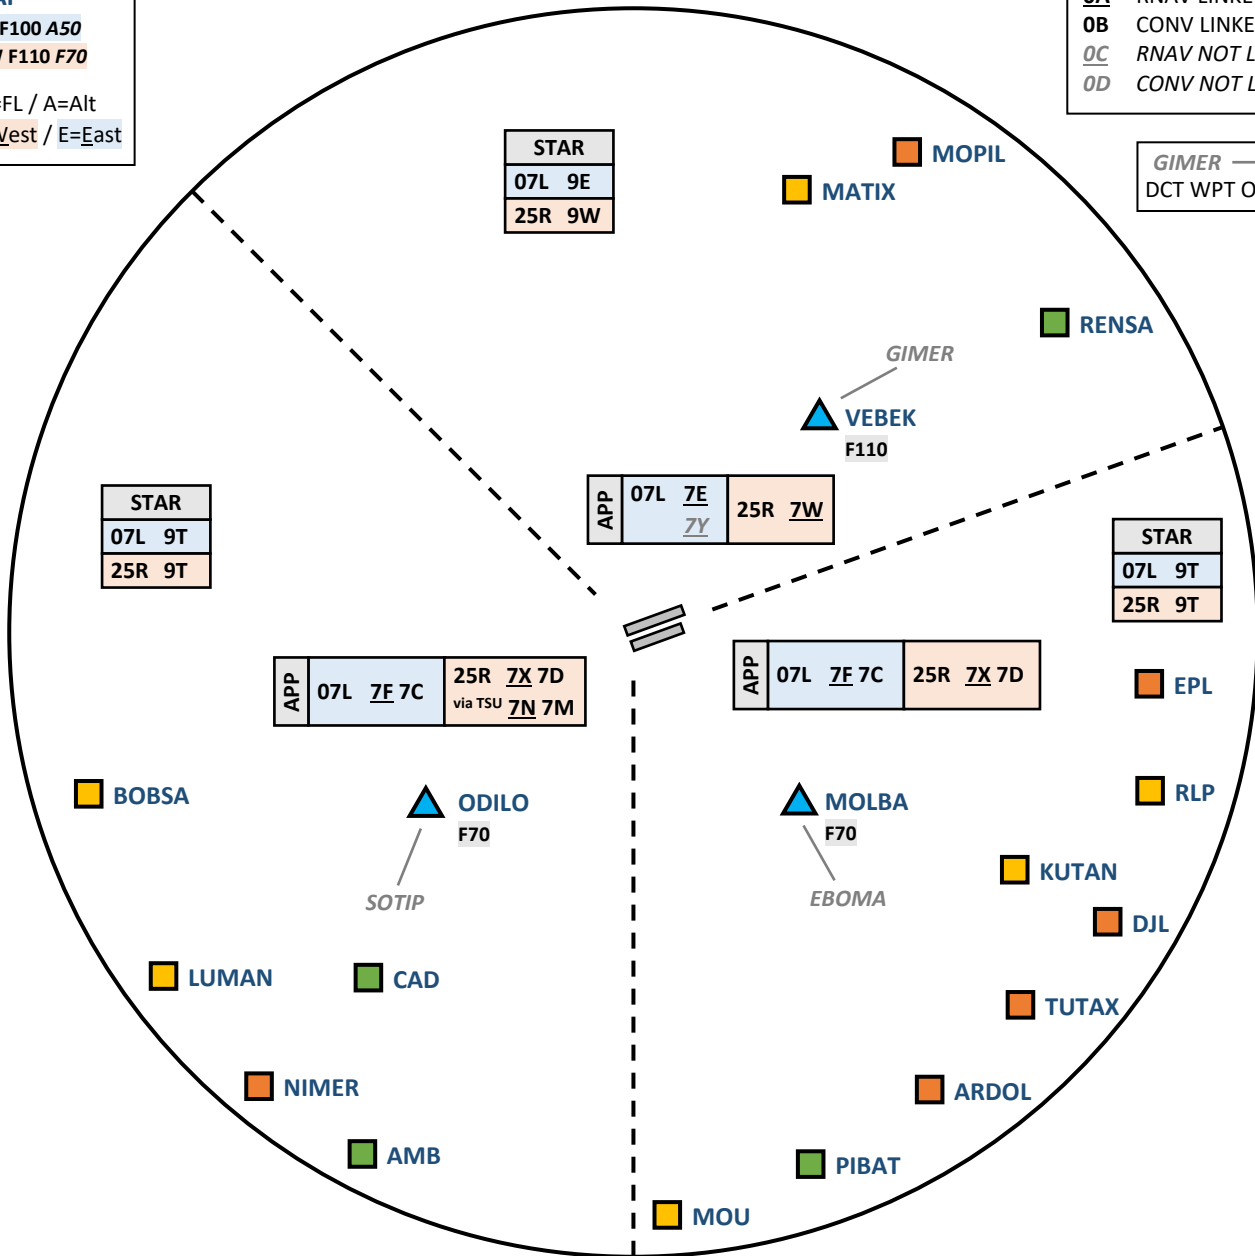 F100 A50
F110 F70
FL / A=Alt
West / E=East
RNAV LINKE
0B CONV LINKE
0C RNAV NOT L
0D CONV NOT L
GIMER
DCT WPT O
STAR
07L 9E
25R 9W
MOPIL
MATIX
RENSA
GIMER
VEBEK
F110
APP
07L 7E
7Y
25R 7W
STAR
07L 9T
25R 9T
STAR
07L 9T
25R 9T
APP
07L 7F 7C
25R 7X 7D
via TSU 7N 7M
APP
07L 7F 7C
25R 7X 7D
EPL
BOBSA
ODILO
F70
SOTIP
MOLBA
F70
EBOMA
RLP
KUTAN
DJL
LUMAN
CAD
TUTAX
NIMER
ARDOL
AMB
PIBAT
MOU